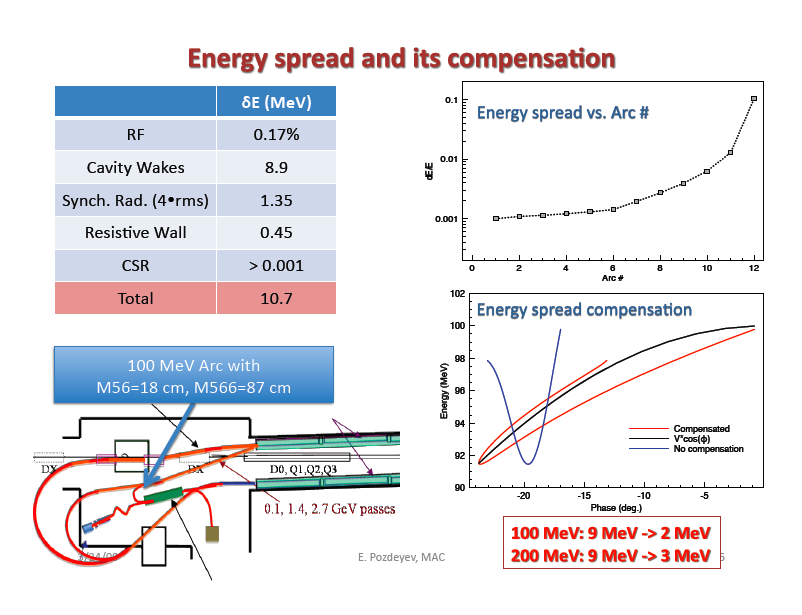 Energy spread and its compensation
δE (MeV)
RF 0.17%
Cavity Wakes 8.9
Synch. Rad. (4•rms) 1.35
Resistive Wall 0.45
CSR > 0.001
Total 10.7
Energy spread vs. Arc #
dE/E
0.1
0.01
0.001
0 2 4 6 8 10 12
Arc #
Energy spread compensation
Energy (MeV)
102
100
98
96
94
92
90
Compensated
V*cos(ϕ)
No compensation
-20 -15 -10 -5
Phase (deg.)
100 MeV Arc with
M56=18 cm, M566=87 cm
DX DX D0, Q1,Q2,Q3
0.1, 1.4, 2.7 GeV passes
100 MeV: 9 MeV -> 2 MeV
200 MeV: 9 MeV -> 3 MeV
E. Pozdeyev, MAC